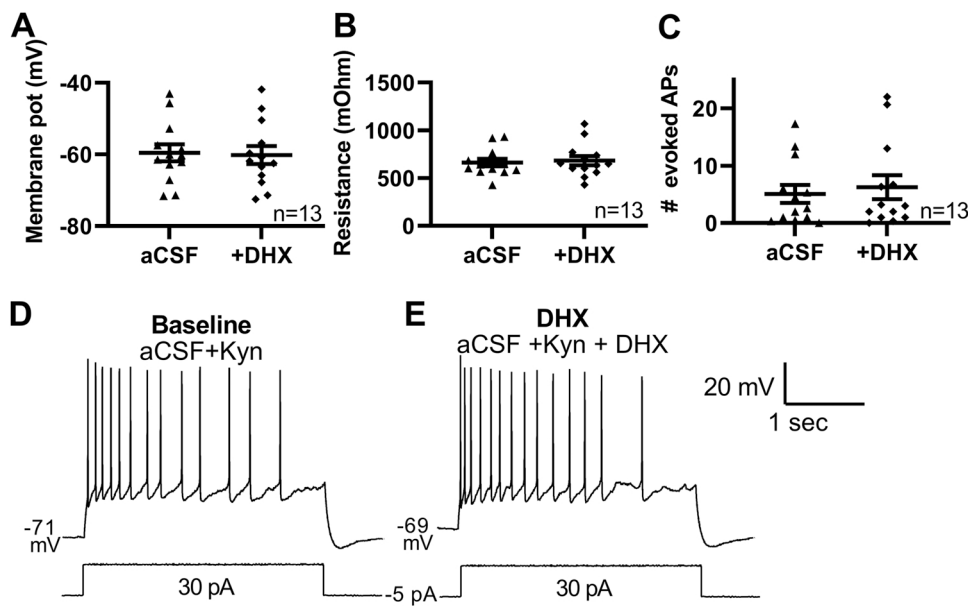 A
Membrane pot (mV)
-40
-60
-80
n=13
aCSF
+DHX
B
Resistance (mOhm)
1500
1000
500
0
n=13
aCSF
+DHX
C
# evoked APs
20
10
0
n=13
aCSF
+DHX
D
Baseline
aCSF+Kyn
-71
mV
30 pA
E
DHX
aCSF +Kyn + DHX
-69
mV
-5 pA
30 pA
20 mV
1 sec